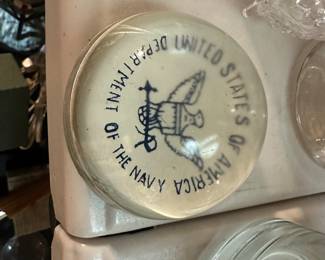 DEPARTMENT OF THE NAVY
UNITED STATES OF AMERICA